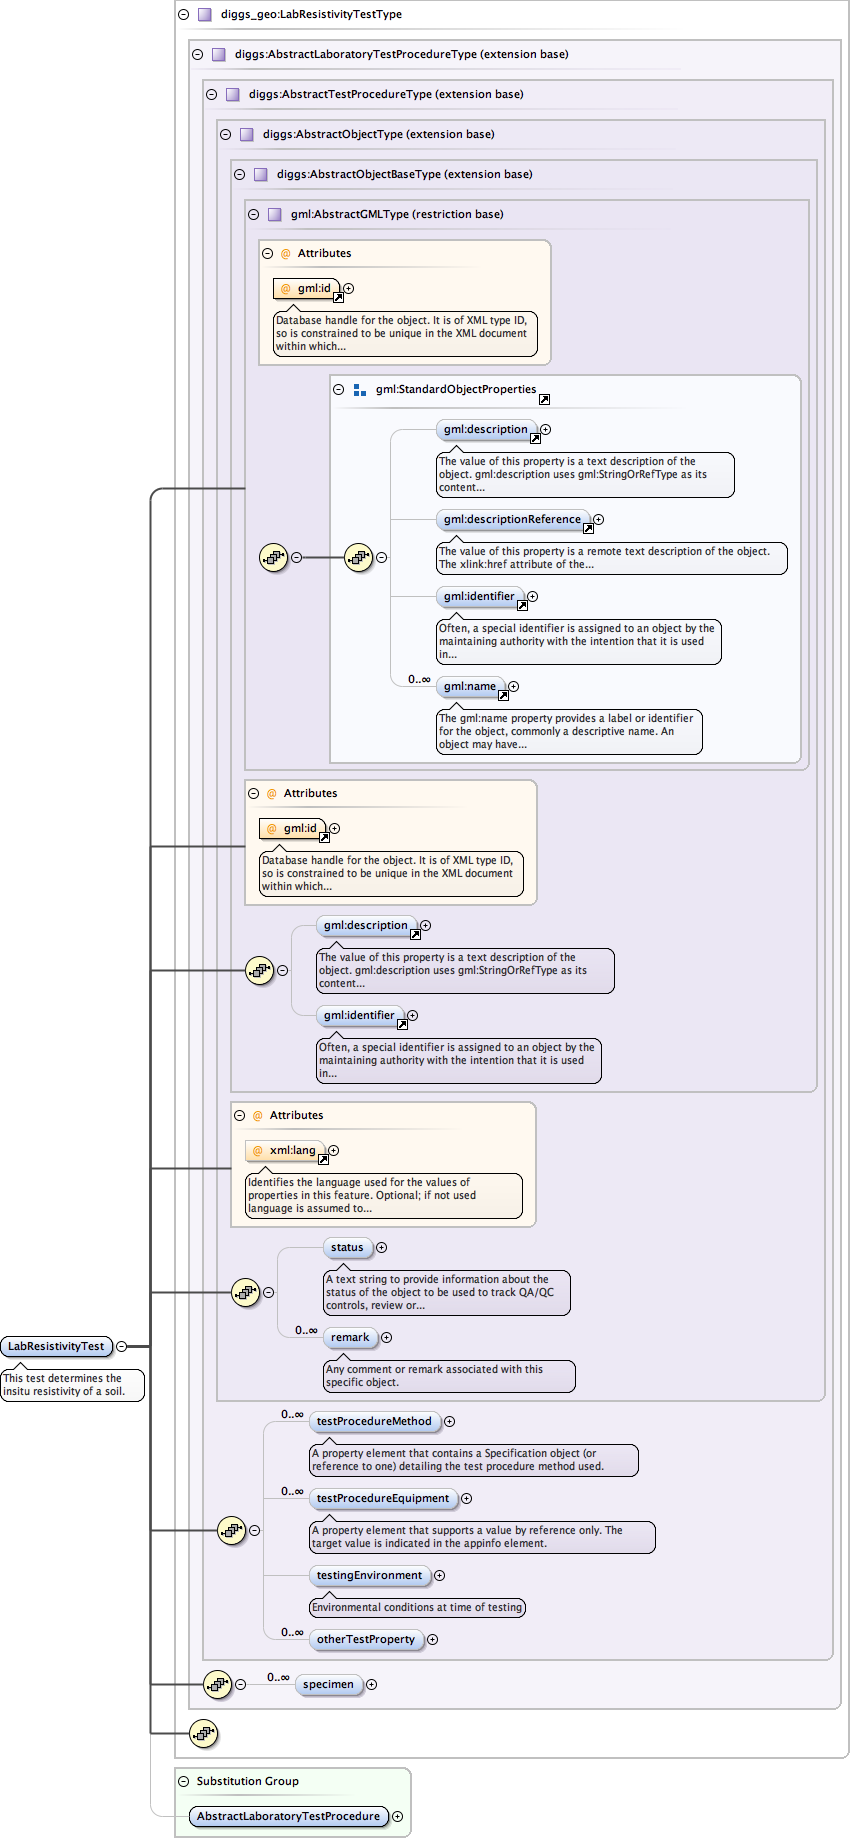 diggs_geo:LabResistivityTestType
diggs:AbstractLaboratoryTestProcedureType (extension base)
diggs:AbstractTestProcedureType (extension base)
diggs:AbstractObjectType (extension base)
diggs:AbstractObjectBaseType (extension base)
gml:AbstractGMLType (restriction base)
@ Attributes
@ gml:id
Database handle for the object. It is of XML type ID,
so is constrained to be unique in the XML document
within which...
gml:StandardObjectProperties
gml:description
The value of this property is a text description of the
object. gml:description uses gml:StringOrRefType as its
content...
gml:descriptionReference
The value of this property is a remote text description of the object.
The xlink:href attribute of the...
gml:identifier
Often, a special identifier is assigned to an object by the
maintaining authority with the intention that it is used
in...
0..∞
gml:name
The gml:name property provides a label or identifier
for the object, commonly a descriptive name. An
object may have...
@ Attributes
@ gml:id
Database handle for the object. It is of XML type ID,
so is constrained to be unique in the XML document
within which...
gml:description
The value of this property is a text description of the
object. gml:description uses gml:StringOrRefType as its
content...
gml:identifier
Often, a special identifier is assigned to an object by the
maintaining authority with the intention that it is used
in...
@ Attributes
@ xml:lang
Identifies the language used for the values of
properties in this feature. Optional; if not used
language is assumed to...
status
A text string to provide information about the
status of the object to be used to track QA/QC
controls, review or...
0..∞
remark
Any comment or remark associated with this
specific object.
LabResistivityTest
This test determines the
insitu resistivity of a soil.
0..∞
testProcedureMethod
A property element that contains a Specification object (or
reference to one) detailing the test procedure method used.
0..∞
testProcedureEquipment
A property element that supports a value by reference only. The
target value is indicated in the appinfo element.
testingEnvironment
Environmental conditions at time of testing
0..∞
otherTestProperty
0..∞
specimen
Substitution Group
AbstractLaboratoryTestProcedure